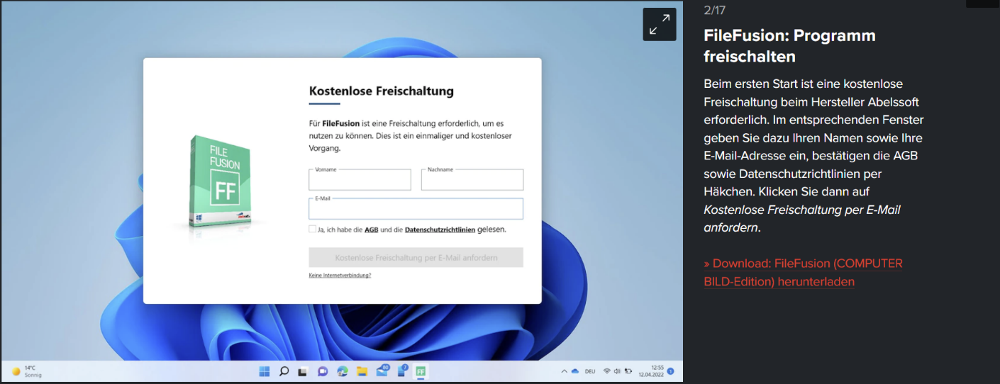 Kostenlose Freischaltung
Für FileFusion ist eine Freischaltung erforderlich, um es
nutzen zu können. Dies ist ein einmaliger und kostenloser
Vorgang.
Vorname
Nachname
E-Mail
Ja, ich habe die AGB und die Datenschutzrichtlinien gelesen.
Kostenlose Freischaltung per E-Mail anfordern
Keine Internetverbindung?
FILE
FUSION
FF
14°C
Sonnig
60
7
FF
DEU
12:55
12.04.2022
1
2/17
FileFusion: Programm
freischalten
Beim ersten Start ist eine kostenlose
Freischaltung beim Hersteller Abelssoft
erforderlich. Im entsprechenden Fenster
geben Sie dazu Ihren Namen sowie Ihre
E-Mail-Adresse ein, bestätigen die AGB
sowie Datenschutzrichtlinien per
Häkchen. Klicken Sie dann auf
Kostenlose Freischaltung per E-Mail
anfordern.
» Download: FileFusion (COMPUTER
BILD-Edition) herunterladen